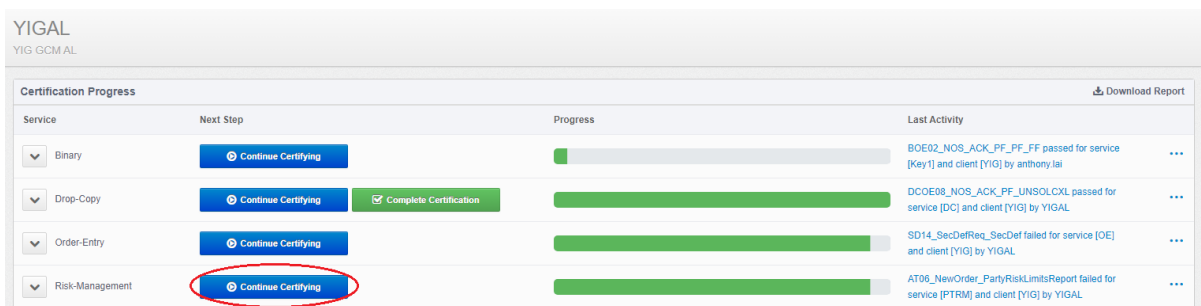 YIGAL
YIG GCM AL
Certification Progress
Download Report
Service Next Step Progress Last Activity
Binary Continue Certifying BOE02_NOS_ACK_PF_PF_FF passed for service
[Key1] and client [YIG] by anthony.lai
Drop-Copy Continue Certifying Complete Certification DCOE08_NOS_ACK_PF_UNSOLCXL passed for
service [DC] and client [YIG] by YIGAL
Order-Entry Continue Certifying SD14_SecDefReq_SecDef failed for service [OE]
and client [YIG] by YIGAL
Risk-Management Continue Certifying AT06_NewOrder_PartyRiskLimitsReport failed for
service [PTRM] and client [YIG] by YIGAL